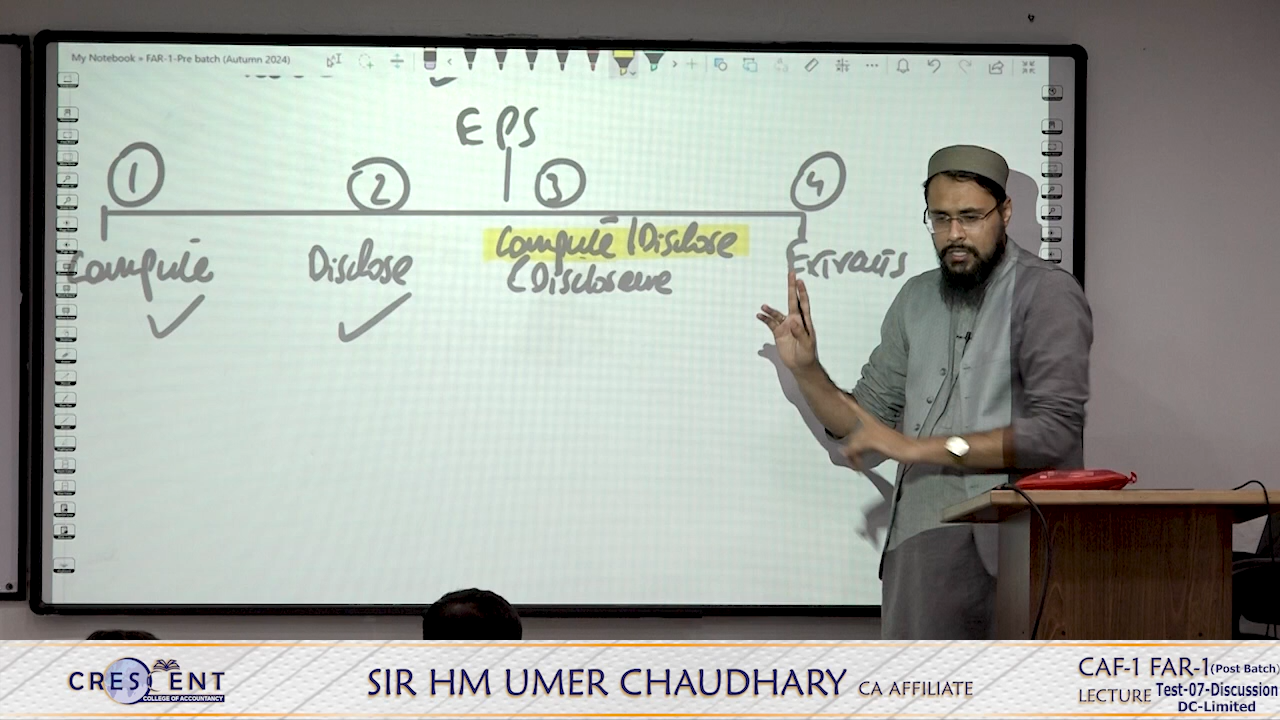 My Notebook » FAR-1-Pre batch (Autumn 2024)
EPS
1 2 3 4
Compute Disclose Compute/Disclose Extracts
(Disclosure
CRESCENT
COLLEGE OF ACCOUNTANCY
SIR HM UMER CHAUDHARY CA AFFILIATE
CAF-1 FAR-1(Post Batch)
LECTURE Test-07-Discussion
DC-Limited